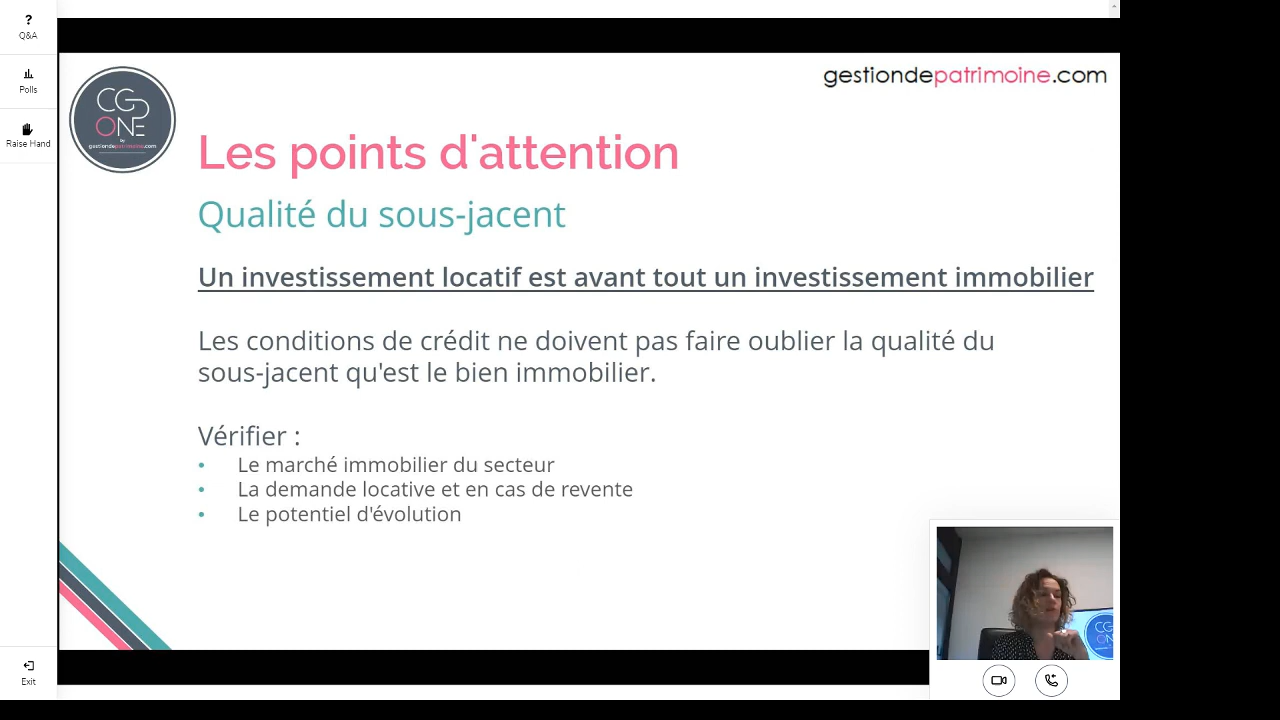 Q&A
Polls
Raise Hand
Exit
gestiondepatrimoine.com
CGP
ONE
by
gestiondepatrimoine.com
Les points d'attention
Qualité du sous-jacent
Un investissement locatif est avant tout un investissement immobilier
Les conditions de crédit ne doivent pas faire oublier la qualité du
sous-jacent qu'est le bien immobilier.
Vérifier :
• Le marché immobilier du secteur
• La demande locative et en cas de revente
• Le potentiel d'évolution